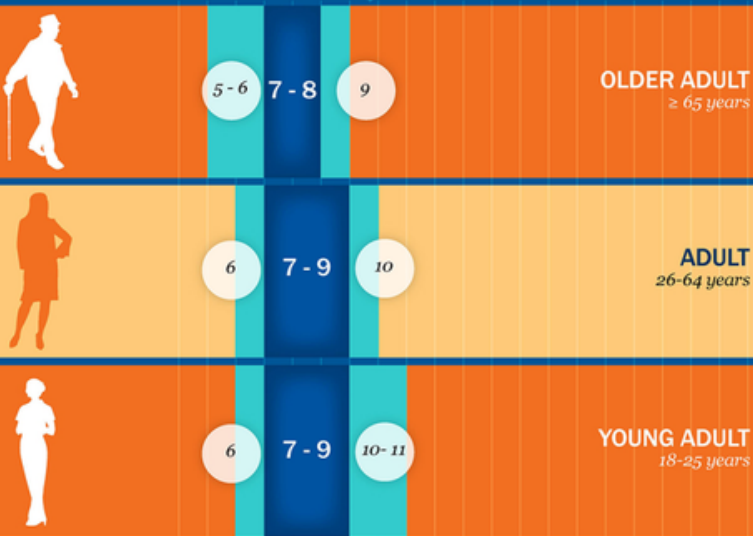 5 - 6 7 - 8 9 OLDER ADULT
≥ 65 years
6 7 - 9 10 ADULT
26-64 years
6 7 - 9 10- 11 YOUNG ADULT
18-25 years